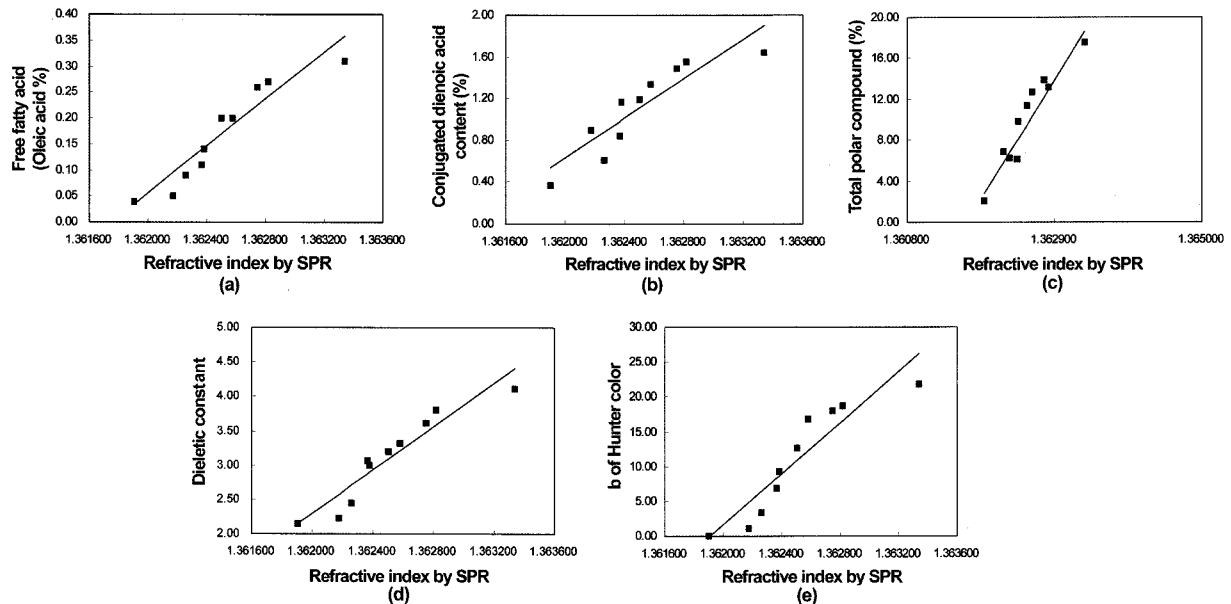 0.40
0.35
0.30
0.25
0.20
0.15
0.10
0.05
0.00
Free fatty acid
(Oleic acid %)
1.361600 1.362000 1.362400 1.362800 1.363200 1.363600
Refractive index by SPR
(a)
2.00
1.60
1.20
0.80
0.40
0.00
Conjugated dienoic acid
content (%)
1.361600 1.362000 1.362400 1.362800 1.363200 1.363600
Refractive index by SPR
(b)
20.00
16.00
12.00
8.00
4.00
0.00
Total polar compound (%)
1.360800 1.362900 1.365000
Refractive index by SPR
(c)
5.00
4.50
4.00
3.50
3.00
2.50
2.00
Dieletic constant
1.361600 1.362000 1.362400 1.362800 1.363200 1.363600
Refractive index by SPR
(d)
30.00
25.00
20.00
15.00
10.00
5.00
0.00
b of Hunter color
1.361600 1.362000 1.362400 1.362800 1.363200 1.363600
Refractive index by SPR
(e)